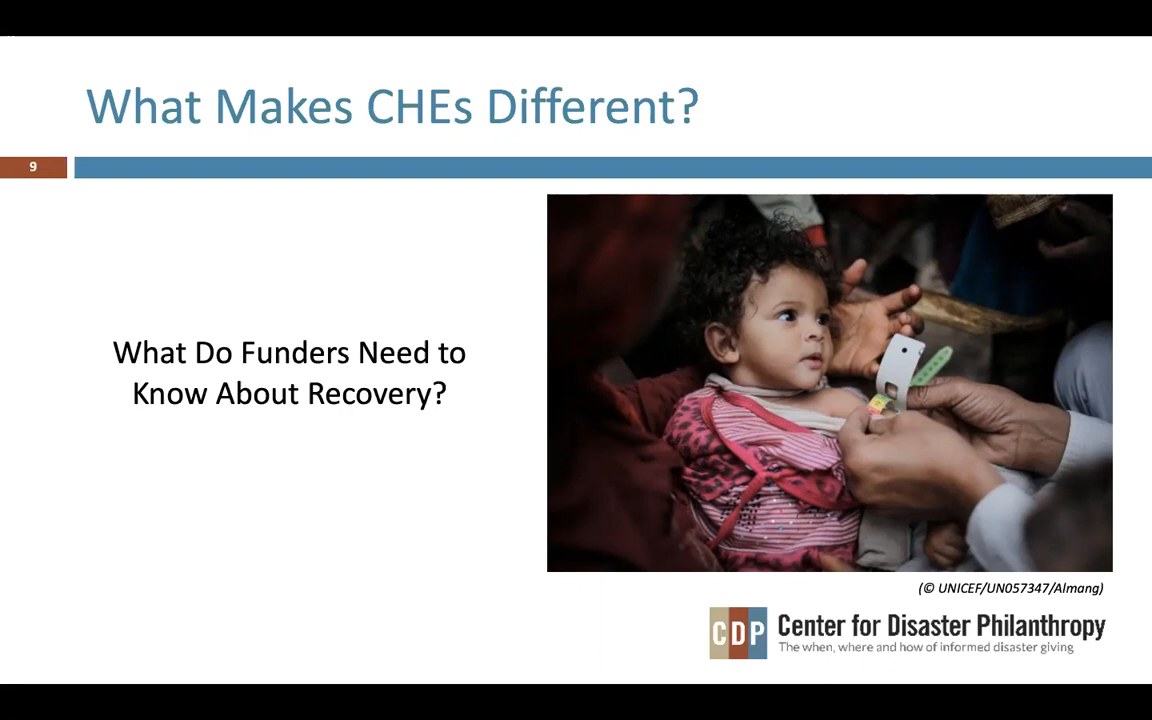 What Makes CHEs Different?
9
What Do Funders Need to
Know About Recovery?
(© UNICEF/UN057347/Almang)
CDP
Center for Disaster Philanthropy
The when, where and how of informed disaster giving